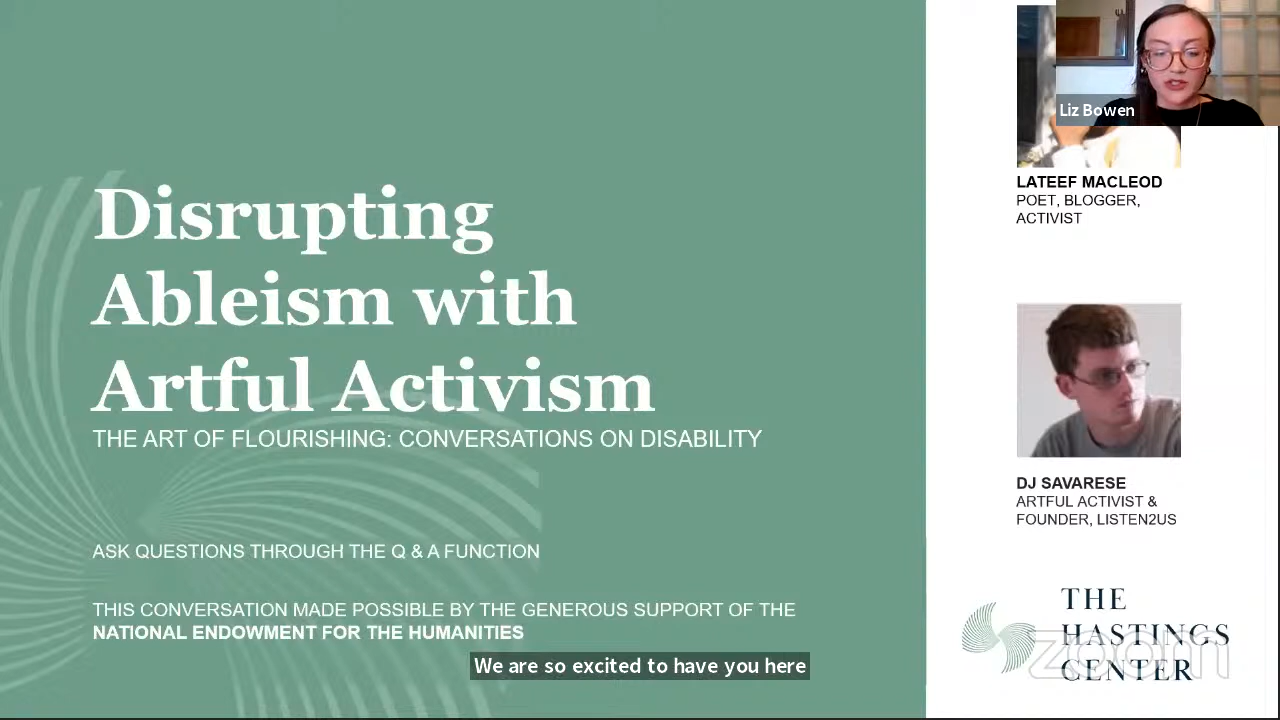 Disrupting
Ableism with
Artful Activism
THE ART OF FLOURISHING: CONVERSATIONS ON DISABILITY
ASK QUESTIONS THROUGH THE Q & A FUNCTION
THIS CONVERSATION MADE POSSIBLE BY THE GENEROUS SUPPORT OF THE
NATIONAL ENDOWMENT FOR THE HUMANITIES
We are so excited to have you here
Liz Bowen
LATEEF MACLEOD
POET, BLOGGER,
ACTIVIST
DJ SAVARESE
ARTFUL ACTIVIST &
FOUNDER, LISTEN2US
THE
HASTINGS
CENTER
zoom